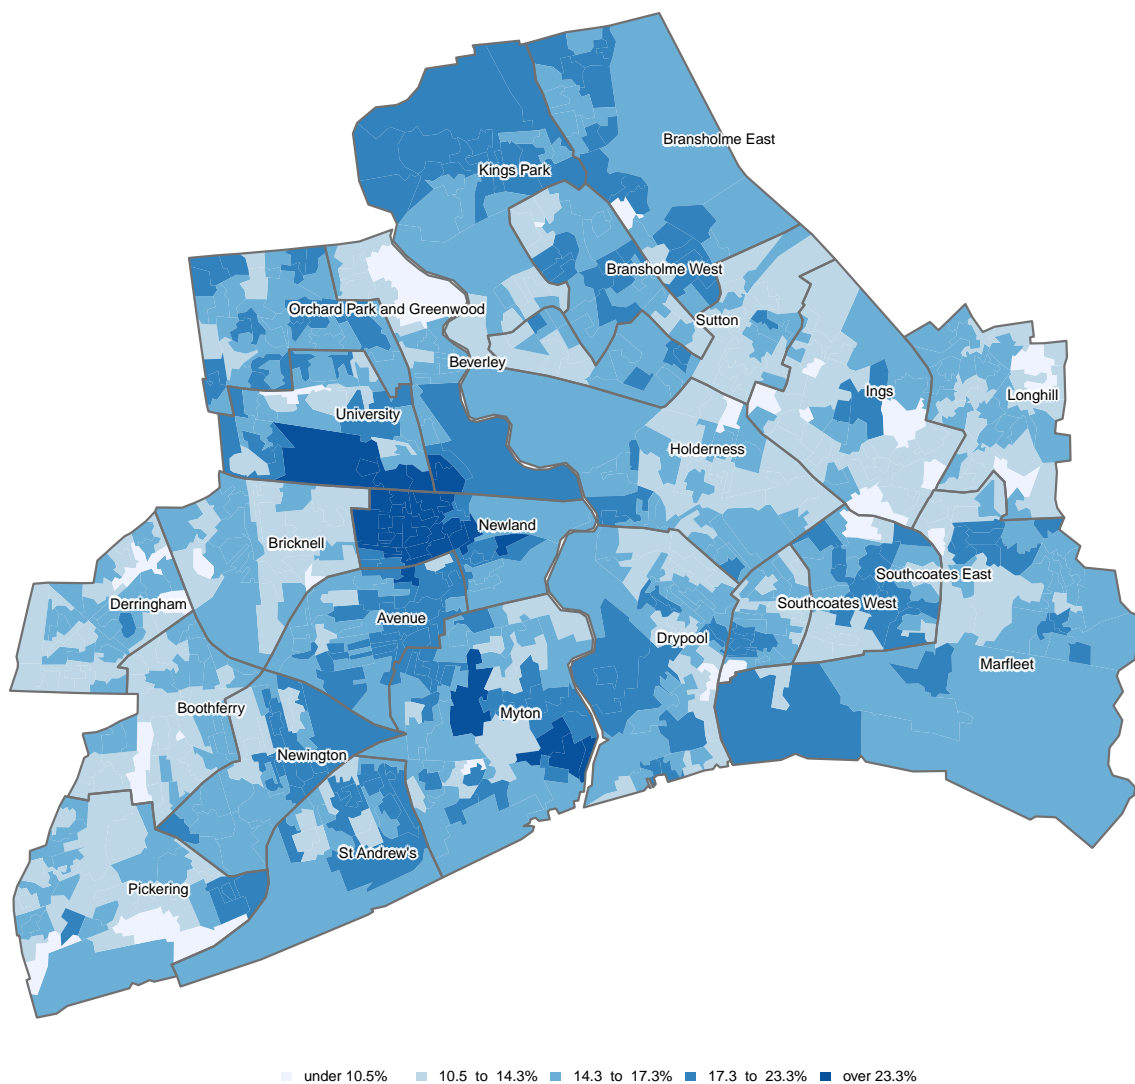 Bransholme East
Kings Park
Bransholme West
Orchard Park and Greenwood
Sutton
Beverley
Ings
Longhill
University
Holderness
Newland
Bricknell
Southcoates East
Derringham
Southcoates West
Avenue
Drypool
Marfleet
Boothferry
Myton
Newington
St Andrew's
Pickering
under 10.5% 10.5 to 14.3% 14.3 to 17.3% 17.3 to 23.3% over 23.3%